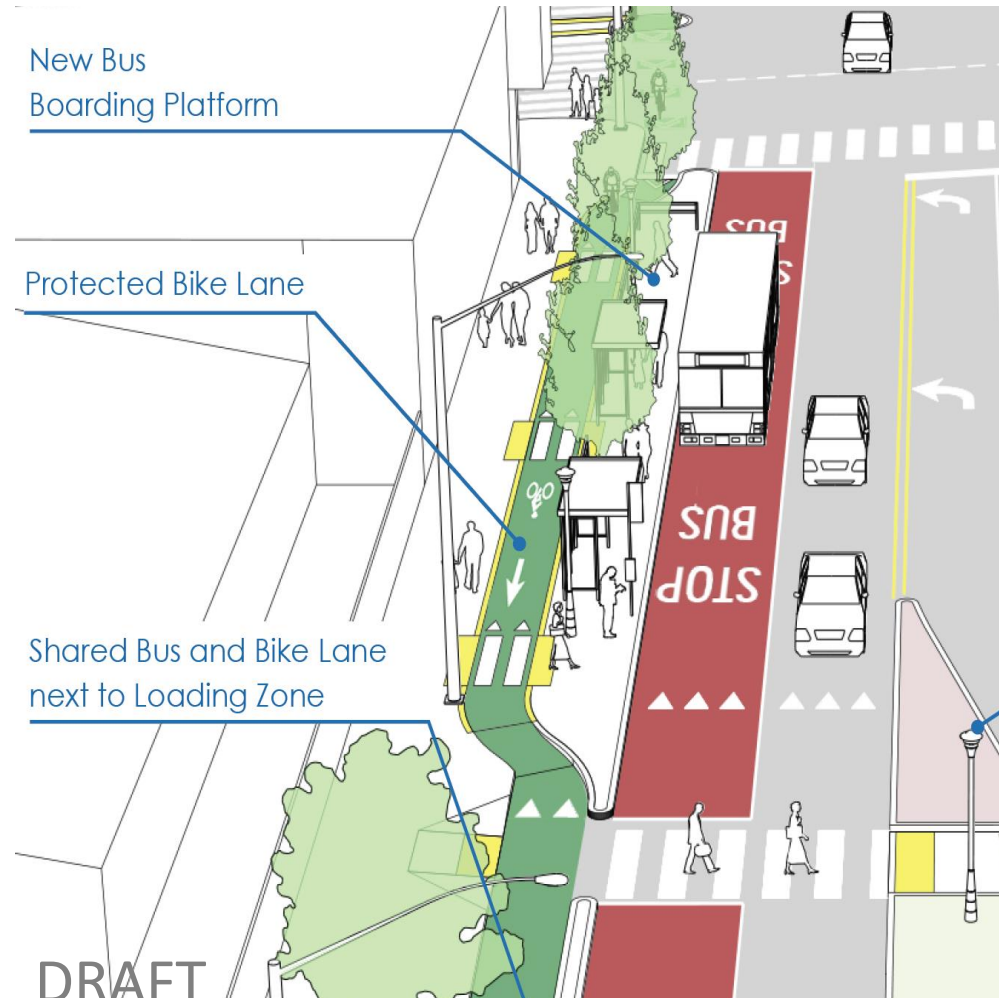 New Bus
Boarding Platform
Protected Bike Lane
BUS
BUS
STOP
Shared Bus and Bike Lane
next to Loading Zone
DRAFT